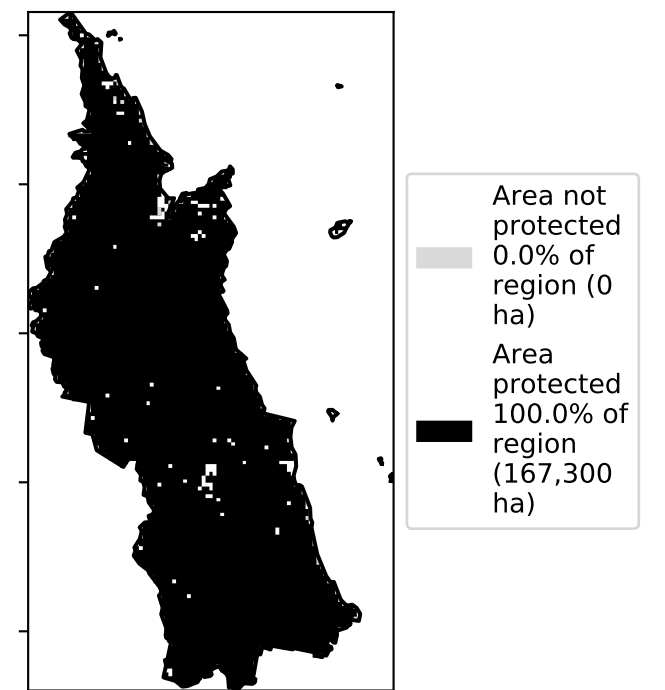 Area not
protected
0.0% of
region (0
ha)
Area
protected
100.0% of
region
(167,300
ha)